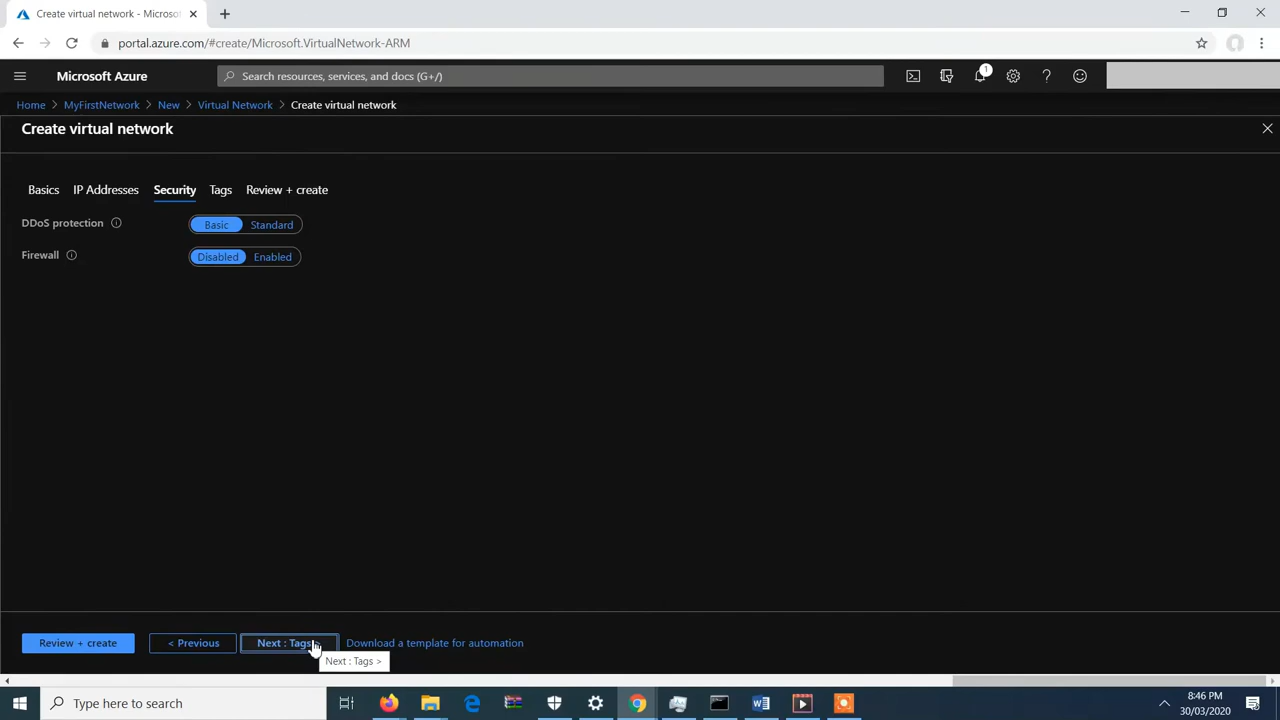 Create virtual network - Microso
portal.azure.com/#create/Microsoft.VirtualNetwork-ARM
Microsoft Azure
Search resources, services, and docs (G+/)
1
Home > MyFirstNetwork > New > Virtual Network > Create virtual network
Create virtual network
Basics IP Addresses Security Tags Review + create
DDoS protection Basic Standard
Firewall Disabled Enabled
Review + create < Previous Next : Tags Download a template for automation
Next : Tags >
Type here to search
8:46 PM
30/03/2020